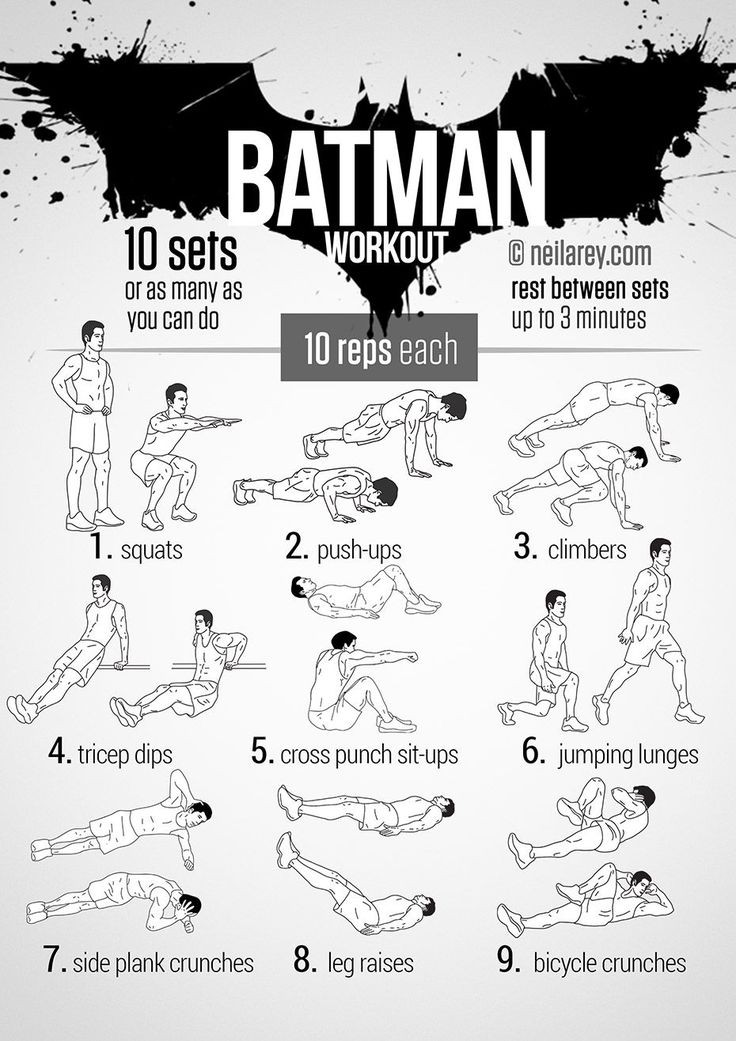 BATMAN
WORKOUT
10 sets
or as many as
you can do
© neilarey.com
rest between sets
up to 3 minutes
10 reps each
1. squats
2. push-ups
3. climbers
4. tricep dips
5. cross punch sit-ups
6. jumping lunges
7. side plank crunches
8. leg raises
9. bicycle crunches